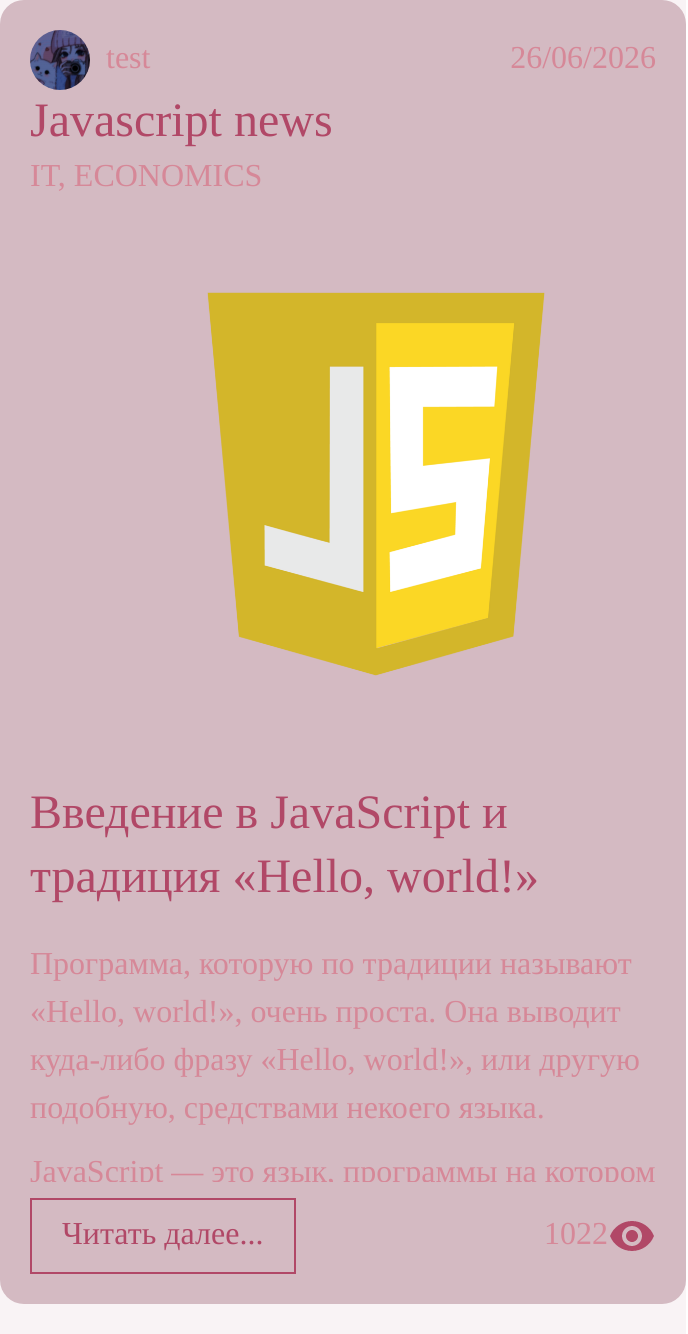 test 26/06/2026
Javascript news
IT, ECONOMICS
JS
Введение в JavaScript и
традиция «Hello, world!»
Программа, которую по традиции называют
«Hello, world!», очень проста. Она выводит
куда-либо фразу «Hello, world!», или другую
подобную, средствами некоего языка.
JavaScript — это язык, программы на котором
Читать далее... 1022